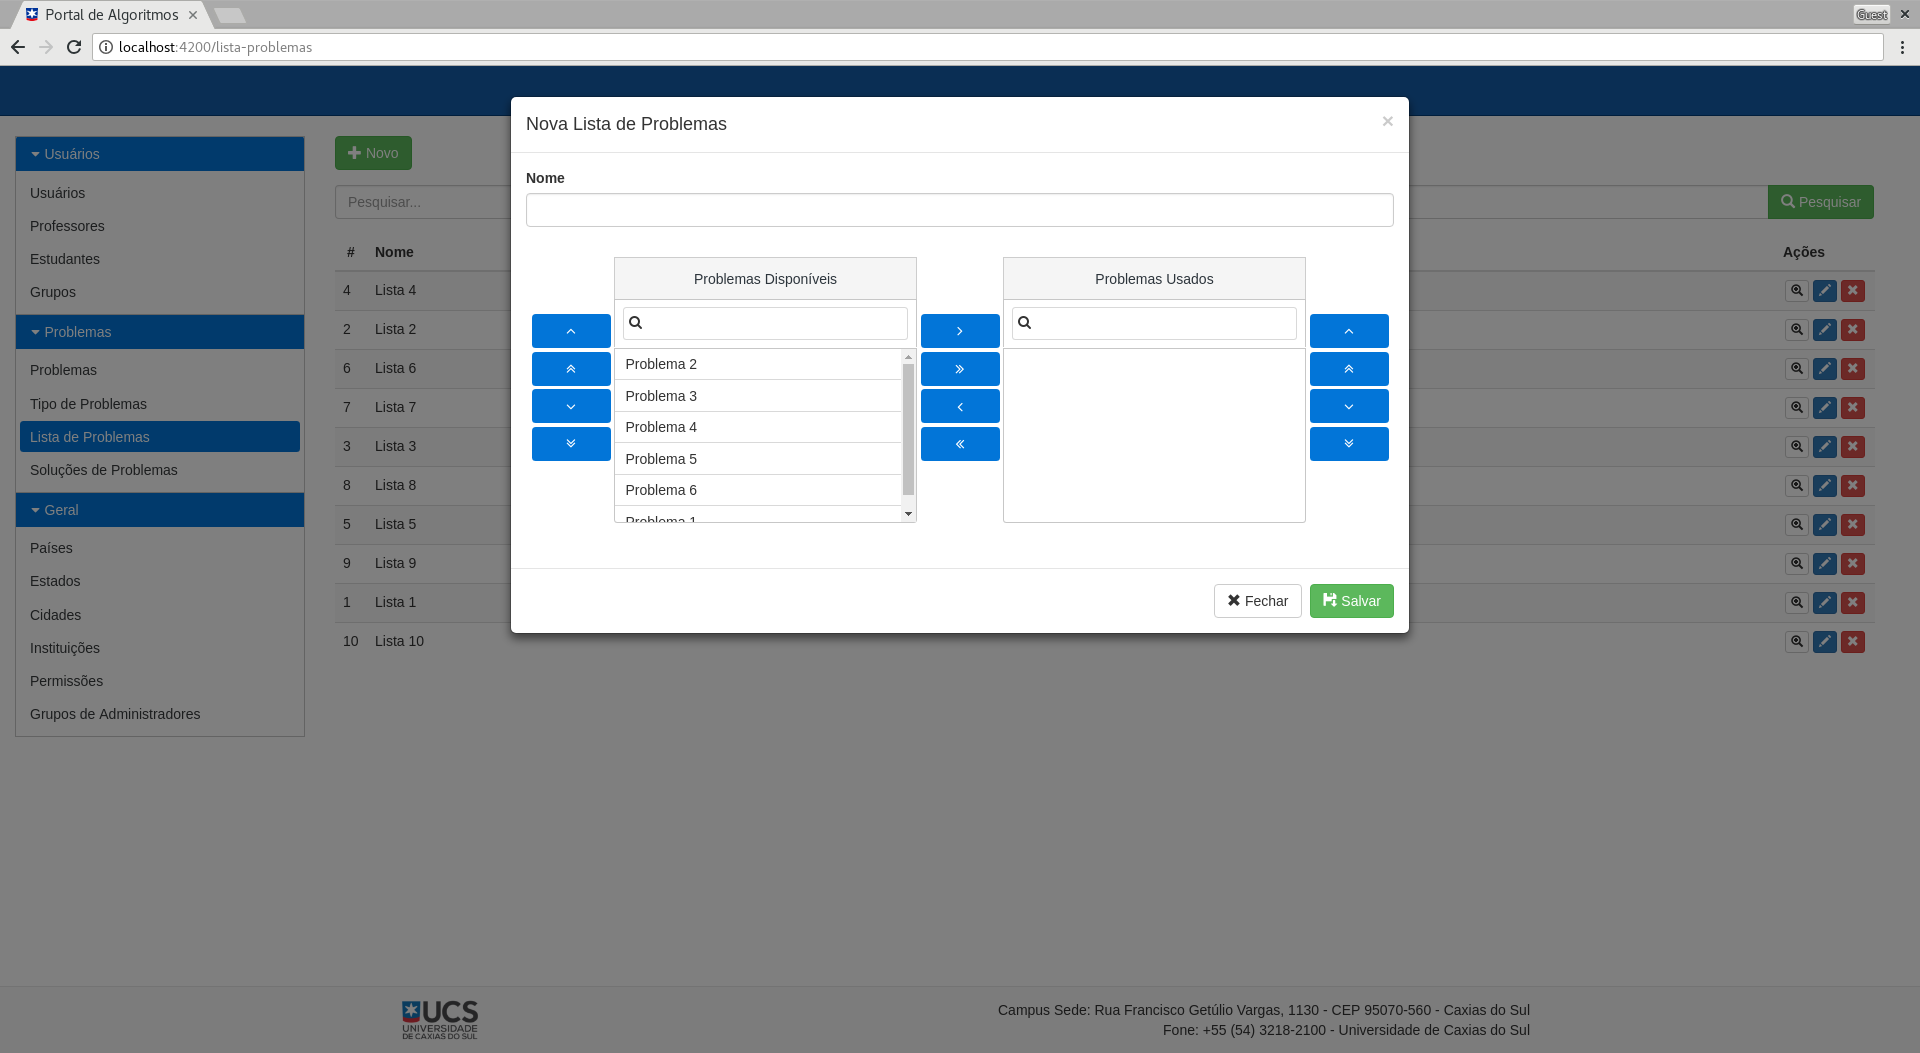 Portal de Algoritmos
Guest
localhost:4200/lista-problemas
Nova Lista de Problemas
Nome
Problemas Disponíveis
Problemas Usados
Problema 2
Problema 3
Problema 4
Problema 5
Problema 6
Problema 1
Fechar
Salvar
Usuários
Usuários
Professores
Estudantes
Grupos
Problemas
Problemas
Tipo de Problemas
Lista de Problemas
Soluções de Problemas
Geral
Países
Estados
Cidades
Instituições
Permissões
Grupos de Administradores
Novo
Pesquisar...
Pesquisar
# Nome Ações
4 Lista 4
2 Lista 2
6 Lista 6
7 Lista 7
3 Lista 3
8 Lista 8
5 Lista 5
9 Lista 9
1 Lista 1
10 Lista 10
UCS
UNIVERSIDADE
DE CAXIAS DO SUL
Campus Sede: Rua Francisco Getúlio Vargas, 1130 - CEP 95070-560 - Caxias do Sul
Fone: +55 (54) 3218-2100 - Universidade de Caxias do Sul